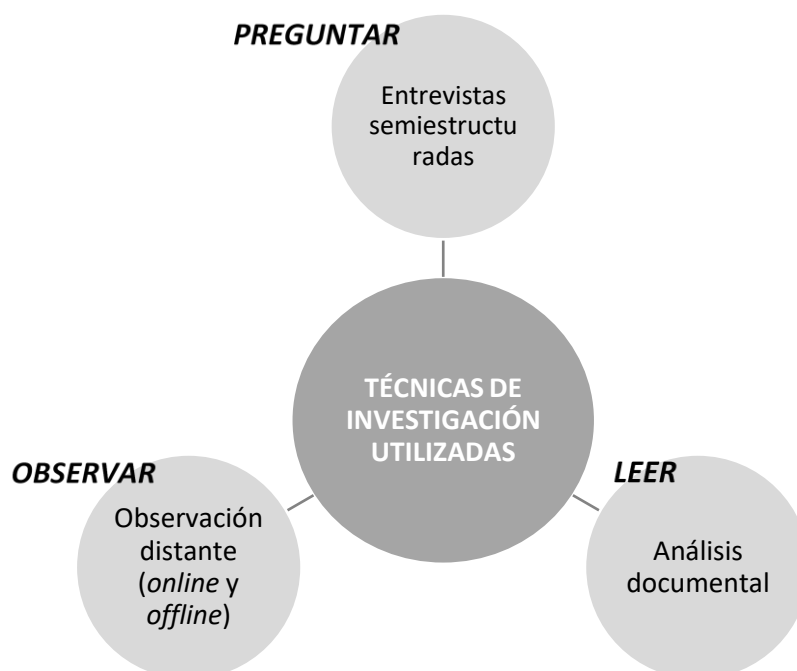 PREGUNTAR
Entrevistas
semiestructu
radas
TÉCNICAS DE
INVESTIGACIÓN
UTILIZADAS
OBSERVAR
Observación
distante
(online y
offline)
LEER
Análisis
documental